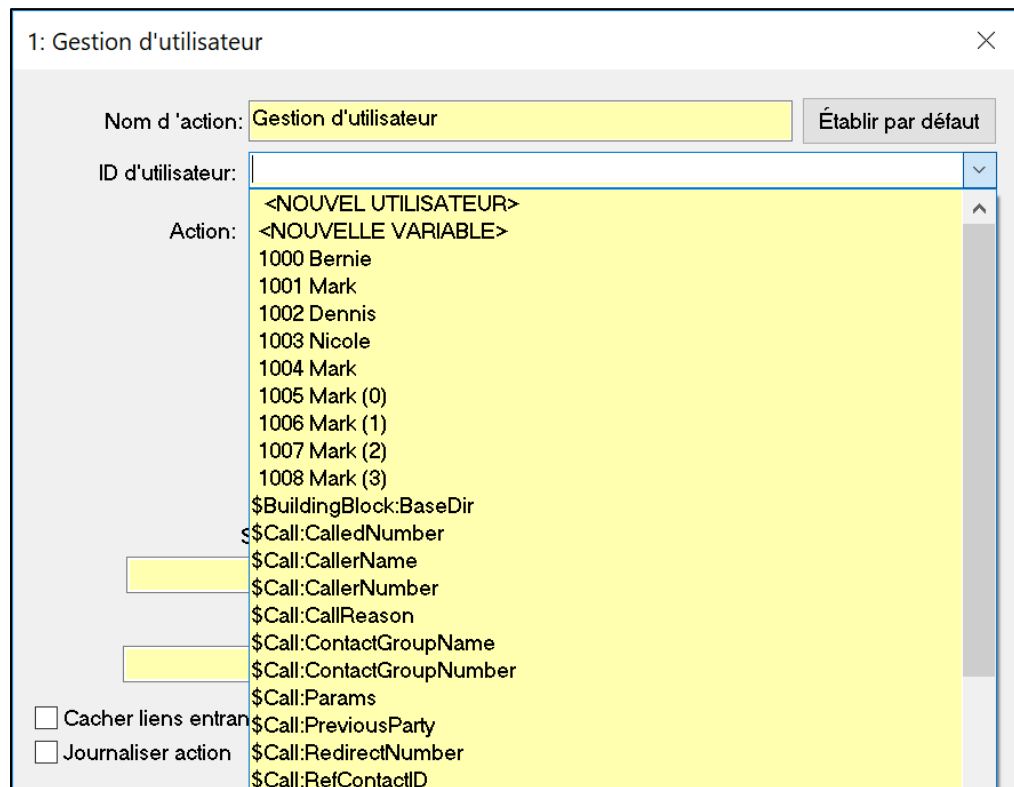 1: Gestion d'utilisateur
Nom d 'action: Gestion d'utilisateur Établir par défaut
ID d'utilisateur:
<NOUVEL UTILISATEUR>
Action: <NOUVELLE VARIABLE>
1000 Bernie
1001 Mark
1002 Dennis
1003 Nicole
1004 Mark
1005 Mark (0)
1006 Mark (1)
1007 Mark (2)
1008 Mark (3)
$BuildingBlock:BaseDir
$Call:CalledNumber
$Call:CallerName
$Call:CallerNumber
$Call:CallReason
$Call:ContactGroupName
$Call:ContactGroupNumber
$Call:Params
Cacher liens entran
$Call:PreviousParty
Journaliser action $Call:RedirectNumber
$Call:RefContactID